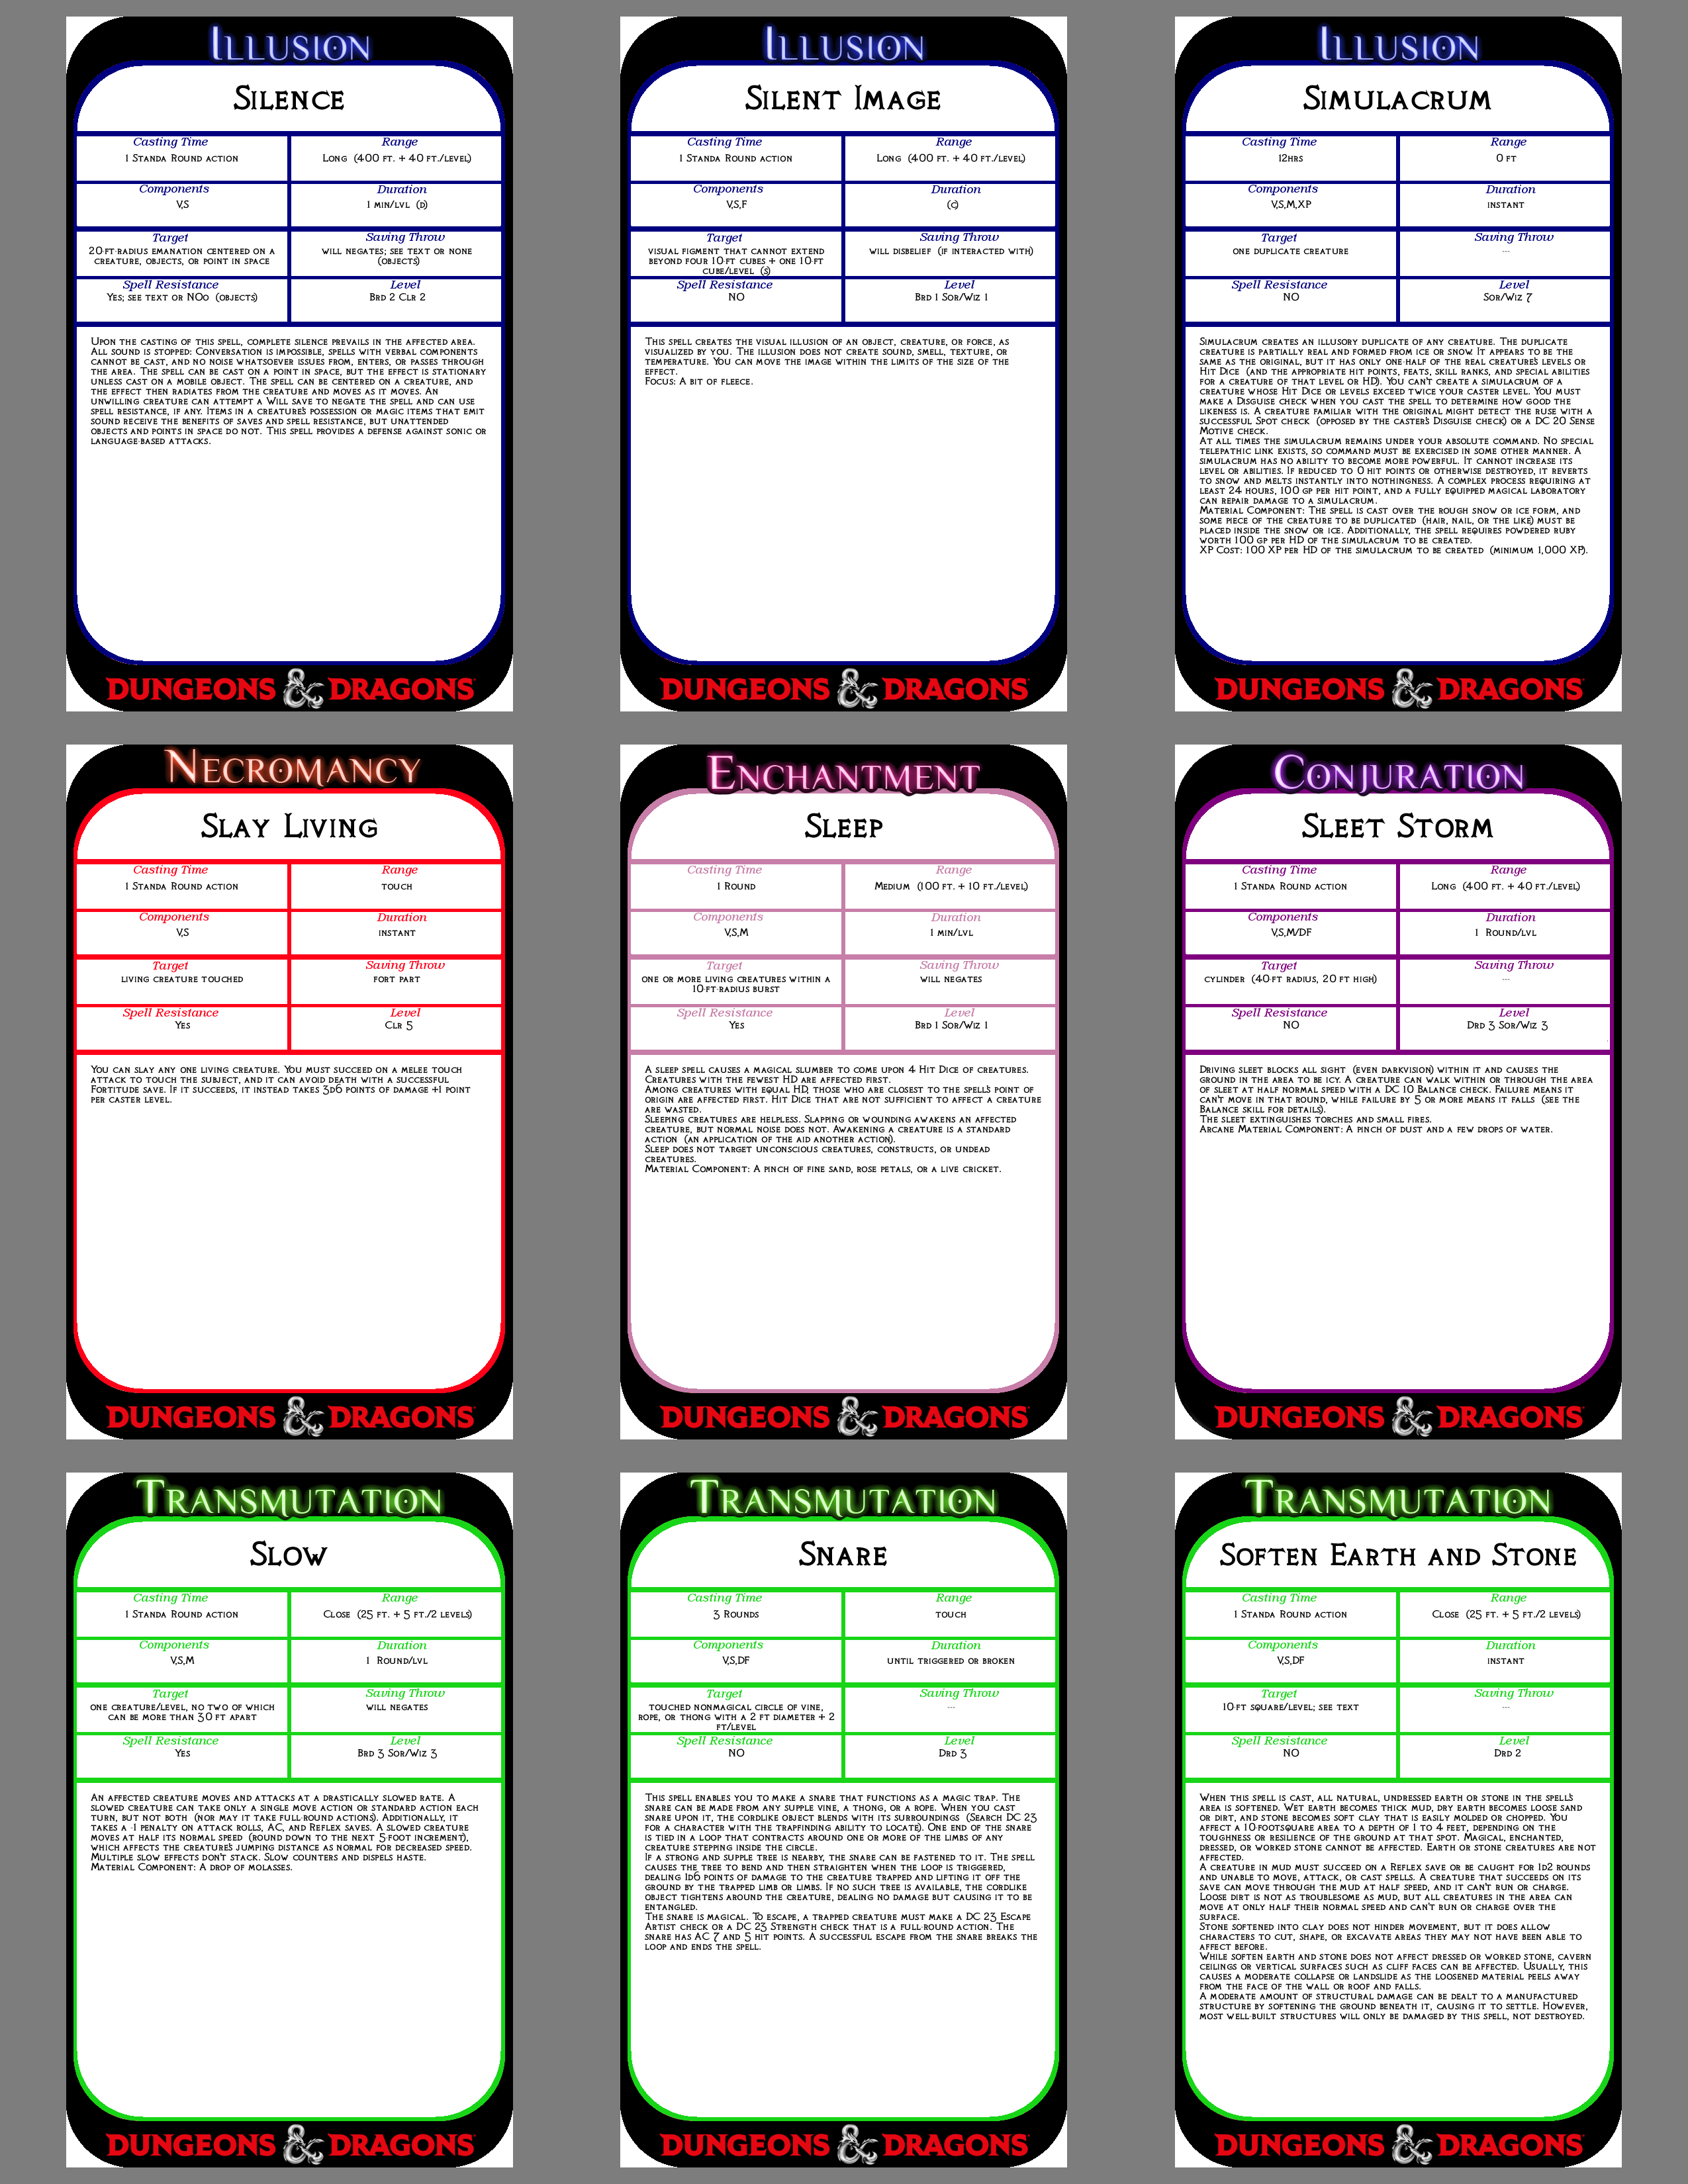 Illusion
Silence
Casting Time
1 Standa Round action
Range
Long (400 ft. + 40 ft./level)
Components
V,S
Duration
1 min/lvl (D)
Target
20-ft-radius emanation centered on a
creature, objects, or point in space
Saving Throw
will negates; see text or none
(objects)
Spell Resistance
Yes; see text or NOo (objects)
Level
Brd 2 Clr 2
Upon the casting of this spell, complete silence prevails in the affected area.
All sound is stopped: Conversation is impossible, spells with verbal components
cannot be cast, and no noise whatsoever issues from, enters, or passes through
the area. The spell can be cast on a point in space, but the effect is stationary
unless cast on a mobile object. The spell can be centered on a creature, and
the effect then radiates from the creature and moves as it moves. An
unwilling creature can attempt a Will save to negate the spell and can use
spell resistance, if any. Items in a creature's possession or magic items that emit
sound receive the benefits of saves and spell resistance, but unattended
objects and points in space do not. This spell provides a defense against sonic or
language-based attacks.
DUNGEONS & DRAGONS
Illusion
Silent Image
Casting Time
1 Standa Round action
Range
Long (400 ft. + 40 ft./level)
Components
V,S,F
Duration
(C)
Target
visual figment that cannot extend
beyond four 10-ft cubes + one 10-ft
cube/level (S)
Saving Throw
will disbelief (if interacted with)
Spell Resistance
NO
Level
Brd 1 Sor/Wiz 1
This spell creates the visual illusion of an object, creature, or force, as
visualized by you. The illusion does not create sound, smell, texture, or
temperature. You can move the image within the limits of the size of the
effect.
Focus: A bit of fleece.
DUNGEONS & DRAGONS
Illusion
Simulacrum
Casting Time
12hrs
Range
0 ft
Components
V,S,M,XP
Duration
instant
Target
one duplicate creature
Saving Throw
---
Spell Resistance
NO
Level
Sor/Wiz 7
Simulacrum creates an illusory duplicate of any creature. The duplicate
creature is partially real and formed from ice or snow. It appears to be the
same as the original, but it has only one-half of the real creature's levels or
Hit Dice (and the appropriate hit points, feats, skill ranks, and special abilities
for a creature of that level or HD). You can't create a simulacrum of a
creature whose Hit Dice or levels exceed twice your caster level. You must
make a Disguise check when you cast the spell to determine how good the
likeness is. A creature familiar with the original might detect the ruse with a
successful Spot check (opposed by the caster's Disguise check) or a DC 20 Sense
Motive check.
At all times the simulacrum remains under your absolute command. No special
telepathic link exists, so command must be exercised in some other manner. A
simulacrum has no ability to become more powerful. It cannot increase its
level or abilities. If reduced to 0 hit points or otherwise destroyed, it reverts
to snow and melts instantly into nothingness. A complex process requiring at
least 24 hours, 100 gp per hit point, and a fully equipped magical laboratory
can repair damage to a simulacrum.
Material Component: The spell is cast over the rough snow or ice form, and
some piece of the creature to be duplicated (hair, nail, or the like) must be
placed inside the snow or ice. Additionally, the spell requires powdered ruby
worth 100 gp per HD of the simulacrum to be created.
XP Cost: 100 XP per HD of the simulacrum to be created (minimum 1,000 XP).
DUNGEONS & DRAGONS
Necromancy
Slay Living
Casting Time
1 Standa Round action
Range
touch
Components
V,S
Duration
instant
Target
living creature touched
Saving Throw
fort part
Spell Resistance
Yes
Level
Clr 5
You can slay any one living creature. You must succeed on a melee touch
attack to touch the subject, and it can avoid death with a successful
Fortitude save. If it succeeds, it instead takes 3d6 points of damage +1 point
per caster level.
DUNGEONS & DRAGONS
Enchantment
Sleep
Casting Time
1 Round
Range
Medium (100 ft. + 10 ft./level)
Components
V,S,M
Duration
1 min/lvl
Target
one or more living creatures within a
10-ft-radius burst
Saving Throw
will negates
Spell Resistance
Yes
Level
Brd 1 Sor/Wiz 1
A sleep spell causes a magical slumber to come upon 4 Hit Dice of creatures.
Creatures with the fewest HD are affected first.
Among creatures with equal HD, those who are closest to the spell's point of
origin are affected first. Hit Dice that are not sufficient to affect a creature
are wasted.
Sleeping creatures are helpless. Slapping or wounding awakens an affected
creature, but normal noise does not. Awakening a creature is a standard
action (an application of the aid another action).
Sleep does not target unconscious creatures, constructs, or undead
creatures.
Material Component: A pinch of fine sand, rose petals, or a live cricket.
DUNGEONS & DRAGONS
Conjuration
Sleet Storm
Casting Time
1 Standa Round action
Range
Long (400 ft. + 40 ft./level)
Components
V,S,M/DF
Duration
1 Round/lvl
Target
cylinder (40-ft radius, 20 ft high)
Saving Throw
---
Spell Resistance
NO
Level
Drd 3 Sor/Wiz 3
Driving sleet blocks all sight (even darkvision) within it and causes the
ground in the area to be icy. A creature can walk within or through the area
of sleet at half normal speed with a DC 10 Balance check. Failure means it
can't move in that round, while failure by 5 or more means it falls (see the
Balance skill for details).
The sleet extinguishes torches and small fires.
Arcane Material Component: A pinch of dust and a few drops of water.
DUNGEONS & DRAGONS
Transmutation
Slow
Casting Time
1 Standa Round action
Range
Close (25 ft. + 5 ft./2 levels)
Components
V,S,M
Duration
1 Round/lvl
Target
one creature/level, no two of which
can be more than 30 ft apart
Saving Throw
will negates
Spell Resistance
Yes
Level
Brd 3 Sor/Wiz 3
An affected creature moves and attacks at a drastically slowed rate. A
slowed creature can take only a single move action or standard action each
turn, but not both (nor may it take full-round actions). Additionally, it
takes a -1 penalty on attack rolls, AC, and Reflex saves. A slowed creature
moves at half its normal speed (round down to the next 5-foot increment),
which affects the creature's jumping distance as normal for decreased speed.
Multiple slow effects don't stack. Slow counters and dispels haste.
Material Component: A drop of molasses.
DUNGEONS & DRAGONS
Transmutation
Snare
Casting Time
3 Rounds
Range
touch
Components
V,S,DF
Duration
until triggered or broken
Target
touched nonmagical circle of vine,
rope, or thong with a 2 ft diameter + 2
ft/level
Saving Throw
---
Spell Resistance
NO
Level
Drd 3
This spell enables you to make a snare that functions as a magic trap. The
snare can be made from any supple vine, a thong, or a rope. When you cast
snare upon it, the cordlike object blends with its surroundings (Search DC 23
for a character with the trapfinding ability to locate). One end of the snare
is tied in a loop that contracts around one or more of the limbs of any
creature stepping inside the circle.
If a strong and supple tree is nearby, the snare can be fastened to it. The spell
causes the tree to bend and then straighten when the loop is triggered,
dealing 1d6 points of damage to the creature trapped and lifting it off the
ground by the trapped limb or limbs. If no such tree is available, the cordlike
object tightens around the creature, dealing no damage but causing it to be
entangled.
The snare is magical. To escape, a trapped creature must make a DC 23 Escape
Artist check or a DC 23 Strength check that is a full-round action. The
snare has AC 7 and 5 hit points. A successful escape from the snare breaks the
loop and ends the spell.
DUNGEONS & DRAGONS
Transmutation
Soften Earth and Stone
Casting Time
1 Standa Round action
Range
Close (25 ft. + 5 ft./2 levels)
Components
V,S,DF
Duration
instant
Target
10-ft square/level; see text
Saving Throw
---
Spell Resistance
NO
Level
Drd 2
When this spell is cast, all natural, undressed earth or stone in the spell's
area is softened. Wet earth becomes thick mud, dry earth becomes loose sand
or dirt, and stone becomes soft clay that is easily molded or chopped. You
affect a 10-footsquare area to a depth of 1 to 4 feet, depending on the
toughness or resilience of the ground at that spot. Magical, enchanted,
dressed, or worked stone cannot be affected. Earth or stone creatures are not
affected.
A creature in mud must succeed on a Reflex save or be caught for 1d2 rounds
and unable to move, attack, or cast spells. A creature that succeeds on its
save can move through the mud at half speed, and it can't run or charge.
Loose dirt is not as troublesome as mud, but all creatures in the area can
move at only half their normal speed and can't run or charge over the
surface.
Stone softened into clay does not hinder movement, but it does allow
characters to cut, shape, or excavate areas they may not have been able to
affect before.
While soften earth and stone does not affect dressed or worked stone, cavern
ceilings or vertical surfaces such as cliff faces can be affected. Usually, this
causes a moderate collapse or landslide as the loosened material peels away
from the face of the wall or roof and falls.
A moderate amount of structural damage can be dealt to a manufactured
structure by softening the ground beneath it, causing it to settle. However,
most well-built structures will only be damaged by this spell, not destroyed.
DUNGEONS & DRAGONS